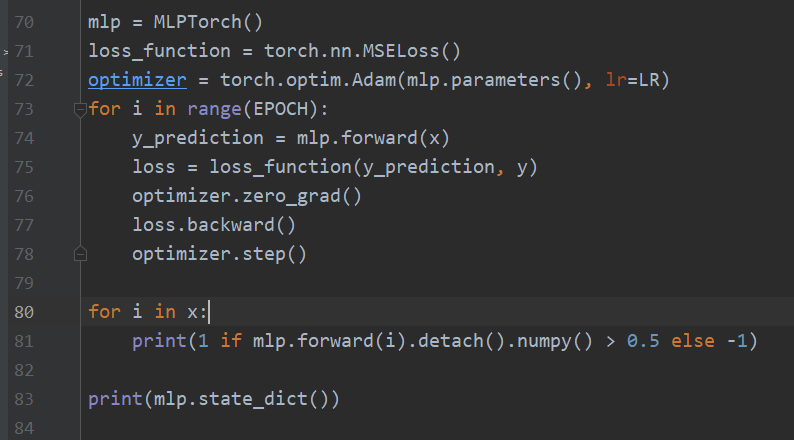 70 mlp = MLPTorch()
71 loss_function = torch.nn.MSELoss()
72 optimizer = torch.optim.Adam(mlp.parameters(), lr=LR)
73 for i in range(EPOCH):
74     y_prediction = mlp.forward(x)
75     loss = loss_function(y_prediction, y)
76     optimizer.zero_grad()
77     loss.backward()
78     optimizer.step()
79
80 for i in x:
81     print(1 if mlp.forward(i).detach().numpy() > 0.5 else -1)
82
83 print(mlp.state_dict())
84